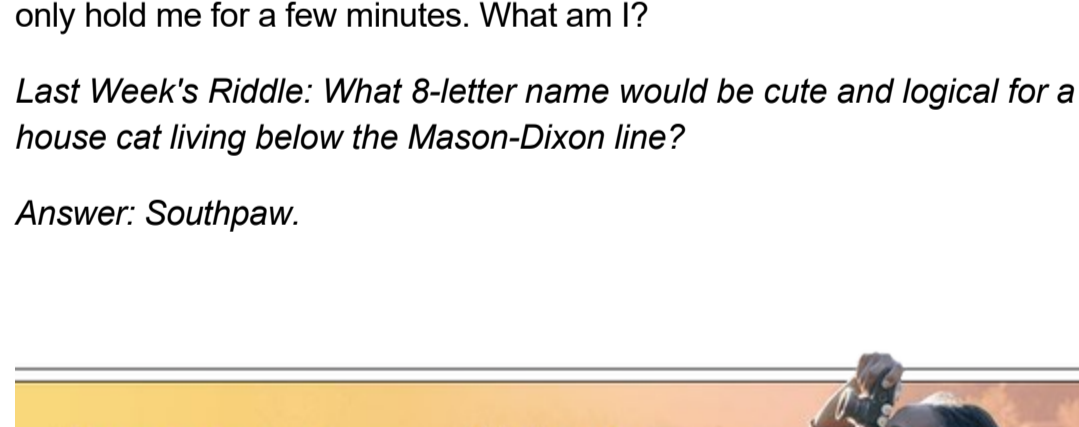 only hold me for a few minutes. What am I?
Last Week's Riddle: What 8-letter name would be cute and logical for a
house cat living below the Mason-Dixon line?
Answer: Southpaw.